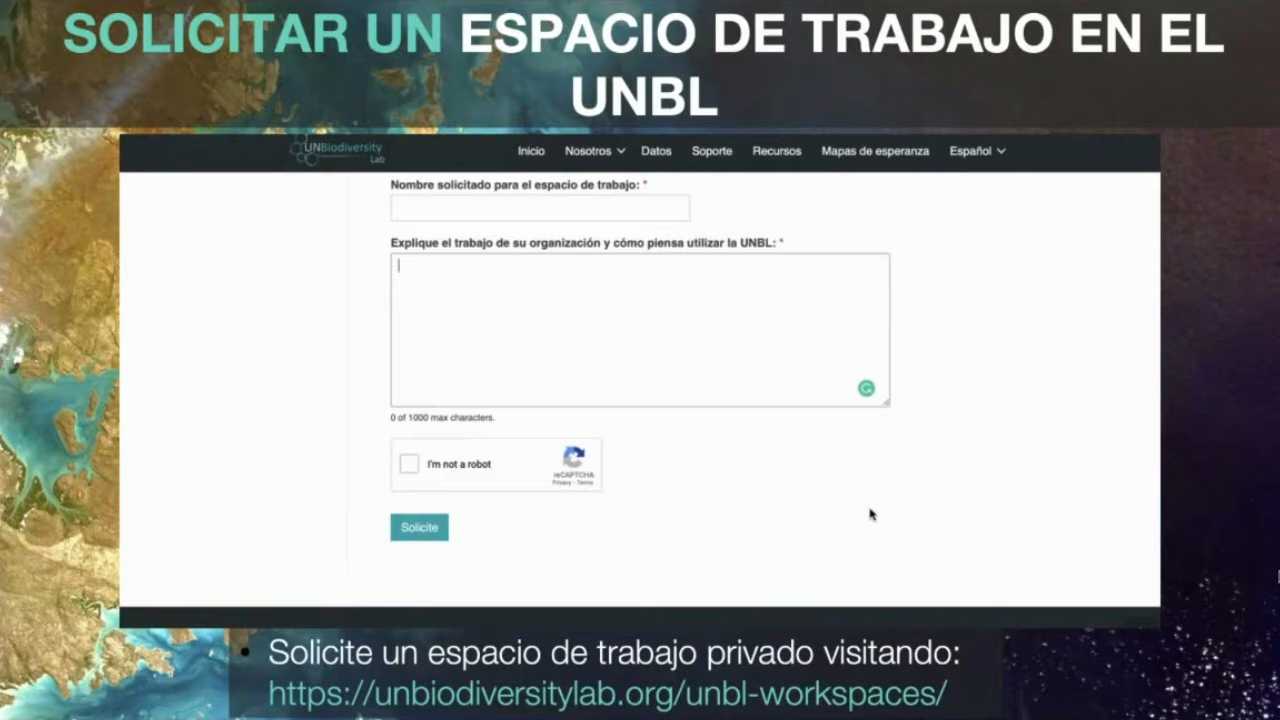 SOLICITAR UN ESPACIO DE TRABAJO EN EL
UNBL
UNBiodiversity
Lab
Inicio Nosotros Datos Soporte Recursos Mapas de esperanza Español
Nombre solicitado para el espacio de trabajo: *
Explique el trabajo de su organización y cómo piensa utilizar la UNBL: *
0 of 1000 max characters.
I'm not a robot
reCAPTCHA
Privacy - Terms
Solicite
• Solicite un espacio de trabajo privado visitando:
https://unbiodiversitylab.org/unbl-workspaces/